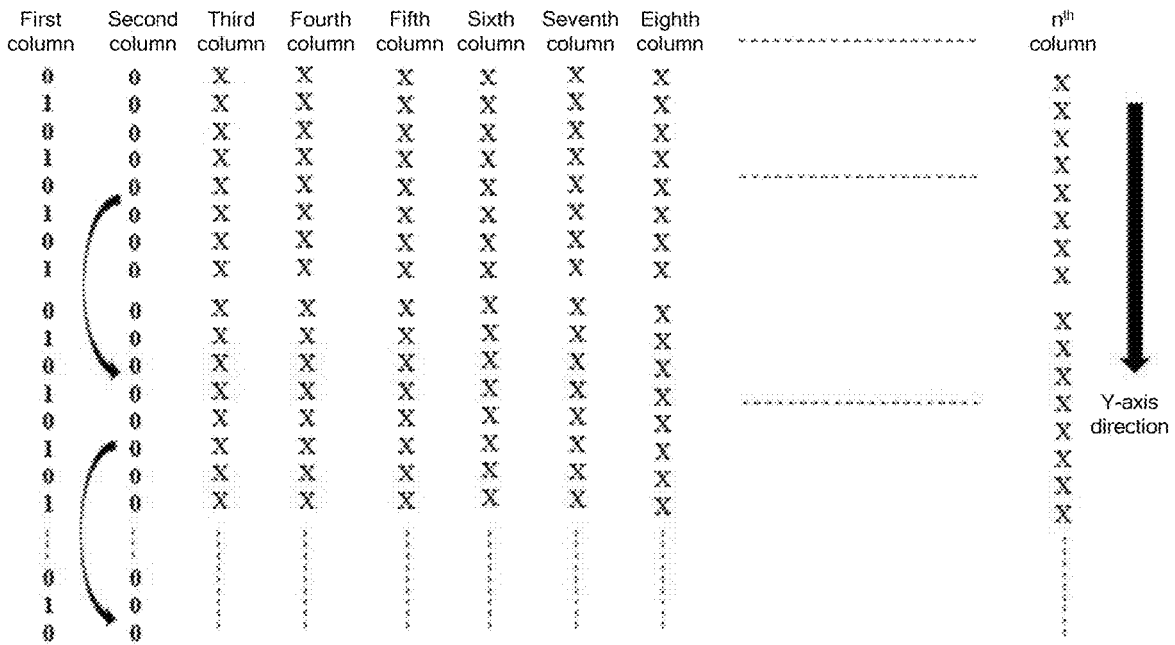 First column Second column Third column Fourth column Fifth column Sixth column Seventh column Eighth column nth column
0 0 X X X X X X X
1 0 X X X X X X X
0 0 X X X X X X X
1 0 X X X X X X X
0 0 X X X X X X X
1 0 X X X X X X X
0 0 X X X X X X X
1 0 X X X X X X X
0 0 X X X X X X X
1 0 X X X X X X X
0 0 X X X X X X X
1 0 X X X X X X X
0 0 X X X X X X X
1 0 X X X X X X X
0 0 X X X X X X X
1 0 X X X X X X X
0 0
1 0
0 0
Y-axis
direction